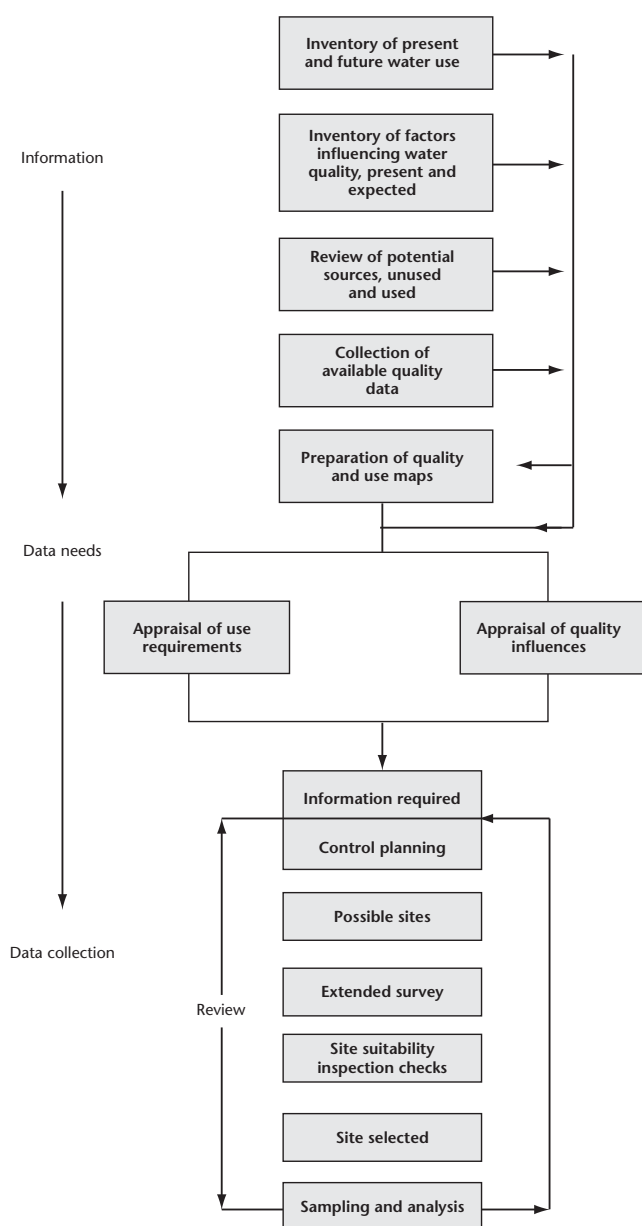 Inventory of present
and future water use
Information
Inventory of factors
influencing water
quality, present and
expected
Review of potential
sources, unused
and used
Collection of
available quality
data
Preparation of quality
and use maps
Data needs
Appraisal of use
requirements
Appraisal of quality
influences
Information required
Control planning
Possible sites
Data collection
Extended survey
Review
Site suitability
inspection checks
Site selected
Sampling and analysis